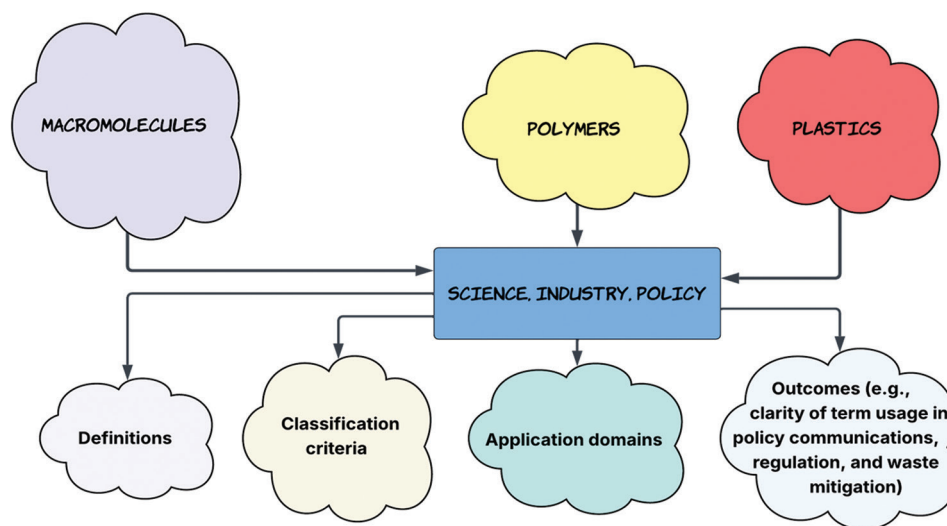 MACROMOLECULES
POLYMERS
PLASTICS
SCIENCE, INDUSTRY, POLICY
Definitions
Classification
criteria
Application domains
Outcomes (e.g.,
clarity of term usage in
policy communications,
regulation, and waste
mitigation)